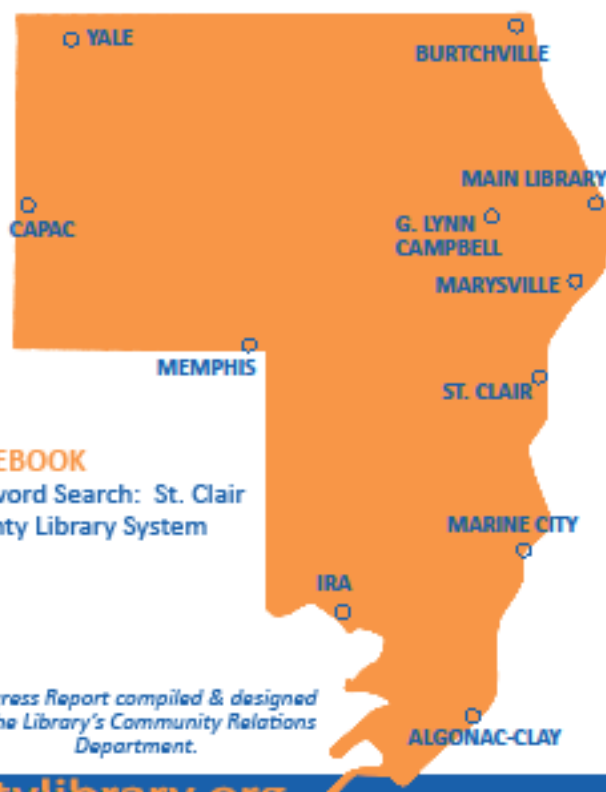 YALE
BURTCHVILLE
MAIN LIBRARY
CAPAC
G. LYNN
CAMPBELL
MARYSVILLE
MEMPHIS
ST. CLAIR
EBOOK
word Search: St. Clair
nty Library System
MARINE CITY
IRA
ress Report compiled & designed
he Library's Community Relations
Department.
ALGONAC-CLAY
tylibrary.org